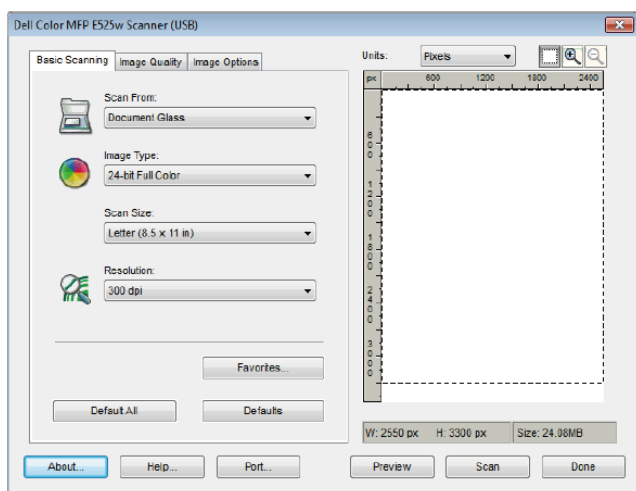 Dell Color MFP E525w Scanner (USB)
Basic Scanning Image Quality Image Options
Scan From:
Document Glass
Image Type:
24-bit Full Color
Scan Size:
Letter (8.5 x 11 in)
Resolution:
300 dpi
Favorites...
Default All Defaults
Units: Pixels
px 600 1200 1800 2400
600
1200
1800
2400
3000
W: 2550 px H: 3300 px Size: 24.08MB
About... Help... Port... Preview Scan Done